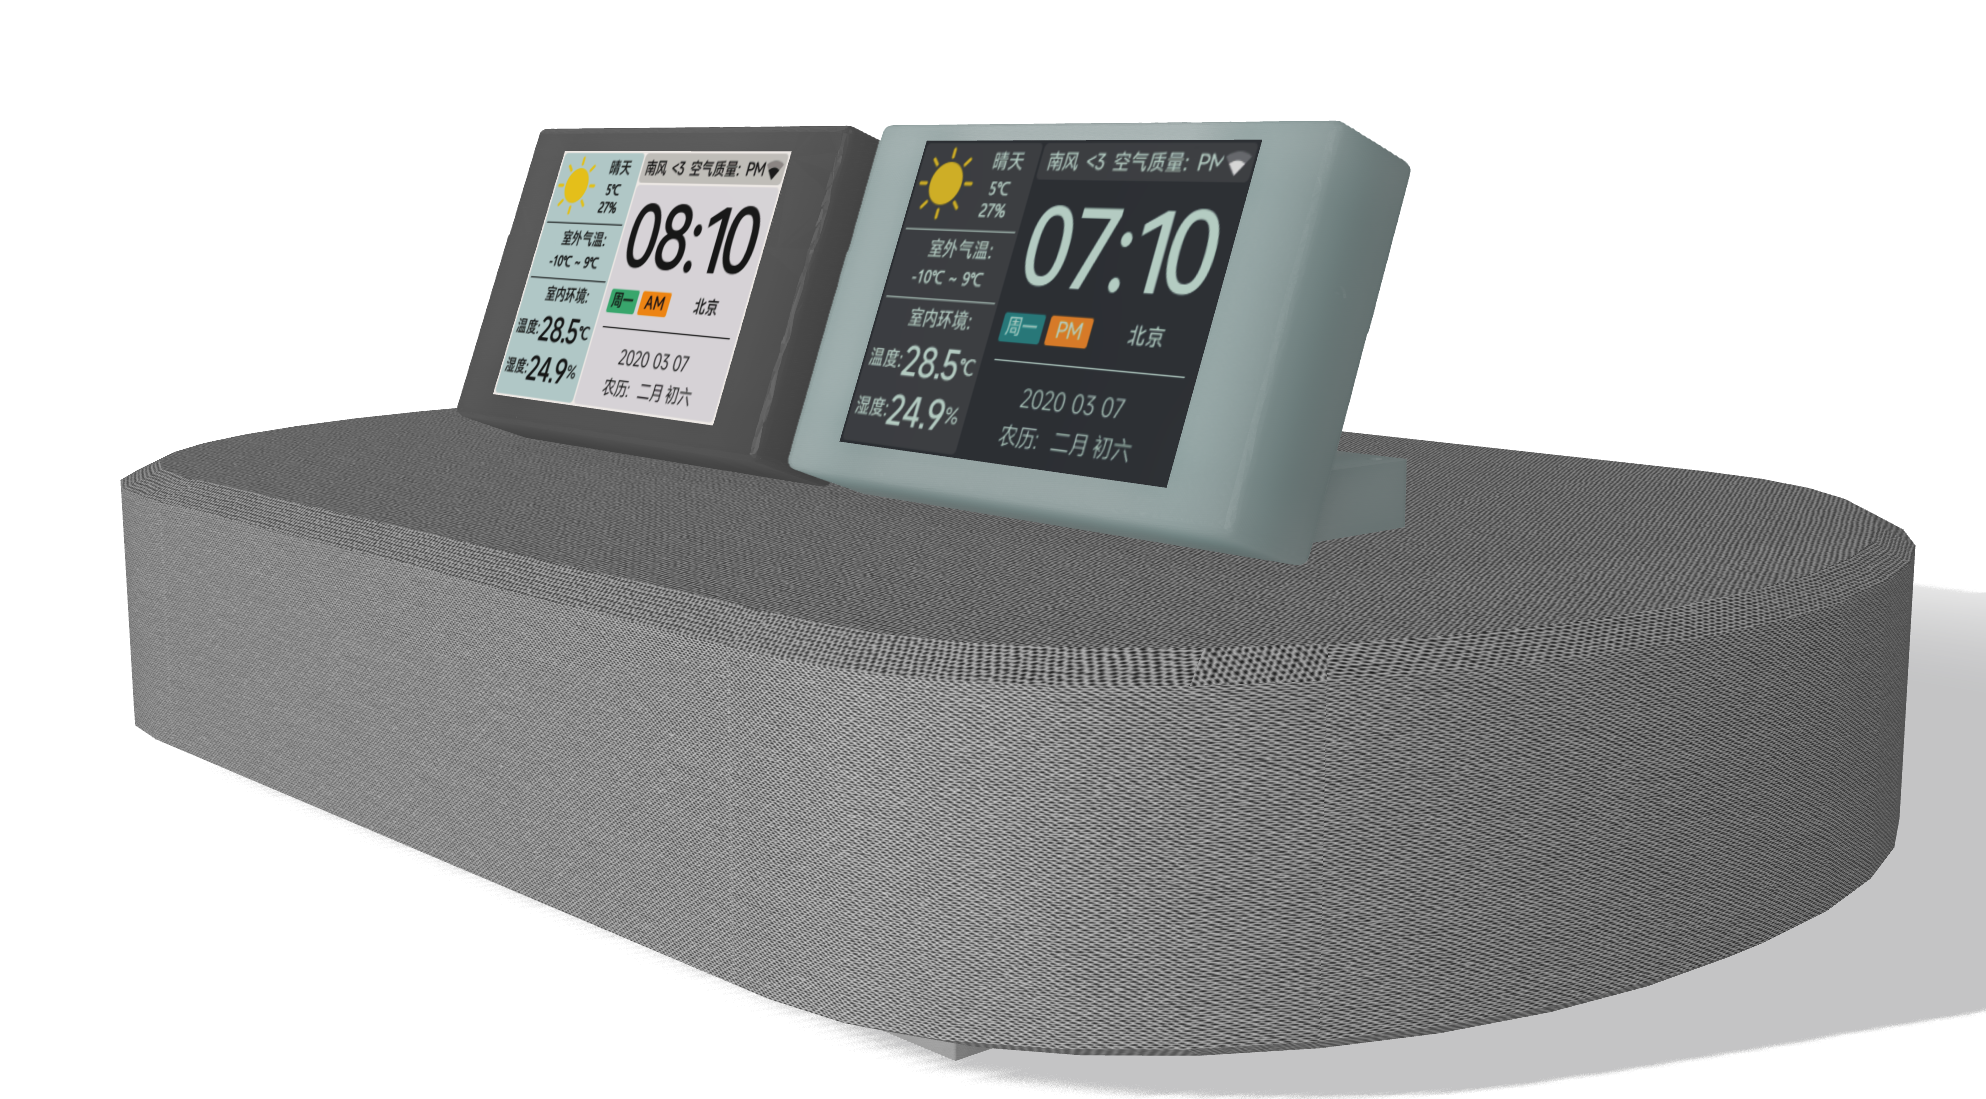 晴天
5℃
27%
室外气温:
-10℃ ~ 9℃
室内环境:
温度:28.5℃
湿度:24.9%
南风 <3 空气质量: PM
08:10
周一 AM 北京
2020 03 07
农历: 二月 初六
晴天
5℃
27%
室外气温:
-10℃ ~ 9℃
室内环境:
温度:28.5℃
湿度:24.9%
南风 <3 空气质量: PM
07:10
周一 PM 北京
2020 03 07
农历: 二月 初六